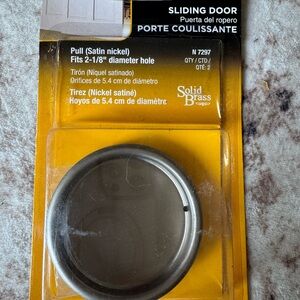 SLIDING DOOR
Puerta del ropero
PORTE COULISSANTE
Pull (Satin nickel)
Fits 2-1/8" diameter hole
N 7297
QTY / CTD /
QTÉ: 2
Tirón (Níquel satinado)
Orifices de 5.4 cm de diámetro
Tirez (Nickel satiné)
Hoyos de 5.4 cm de diamètre
Solid
Brass